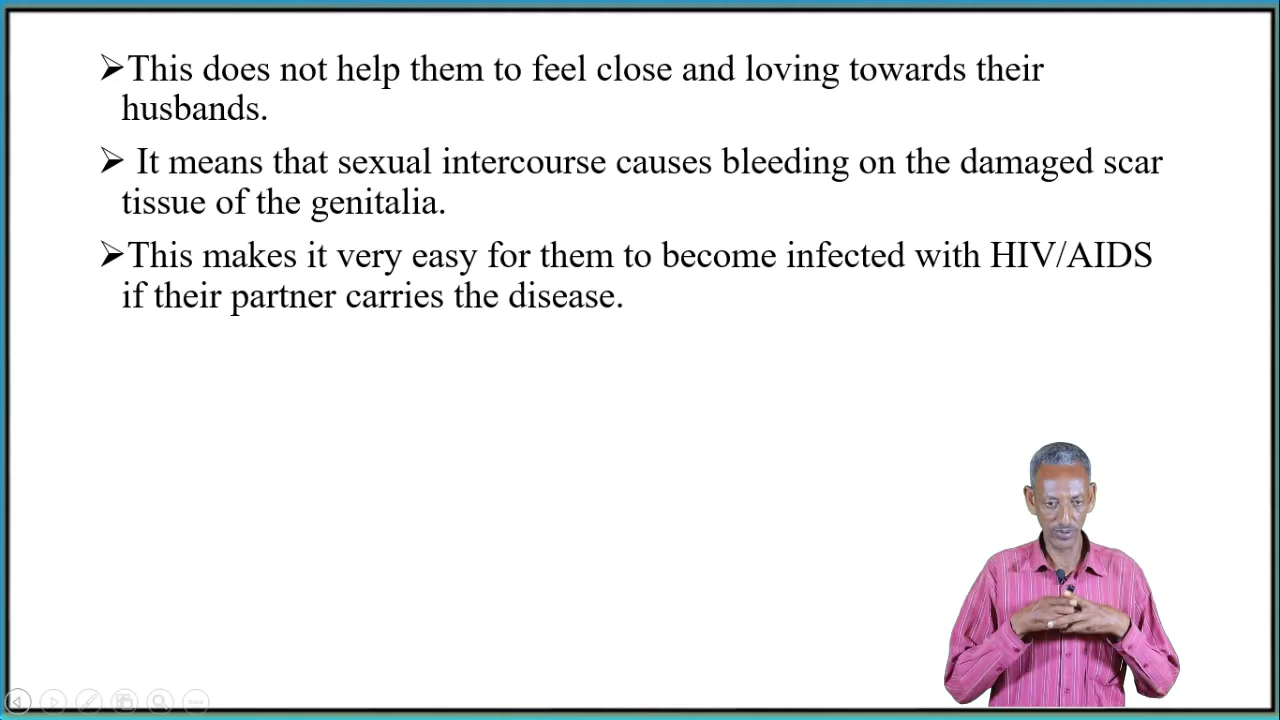 ➢This does not help them to feel close and loving towards their
husbands.
➢ It means that sexual intercourse causes bleeding on the damaged scar
tissue of the genitalia.
➢This makes it very easy for them to become infected with HIV/AIDS
if their partner carries the disease.